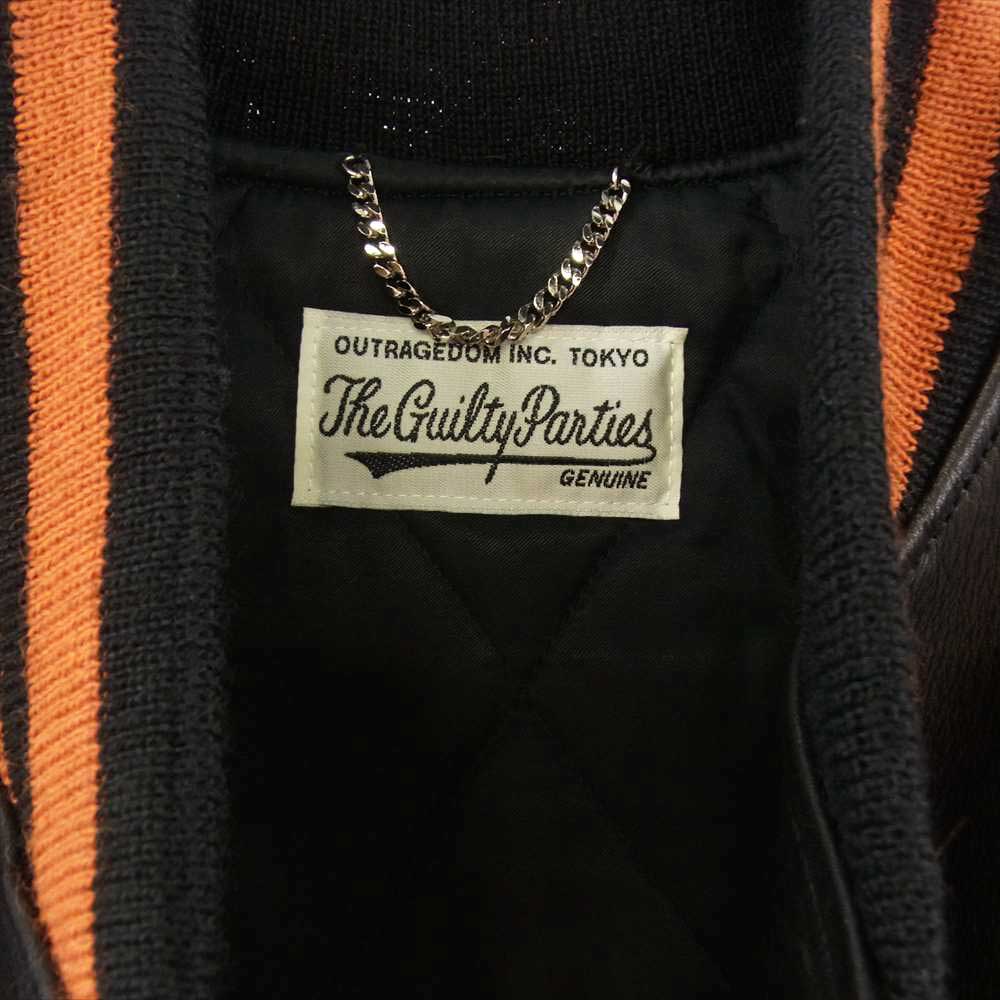 OUTRAGEDOM INC. TOKYO
The Guilty Parties
GENUINE